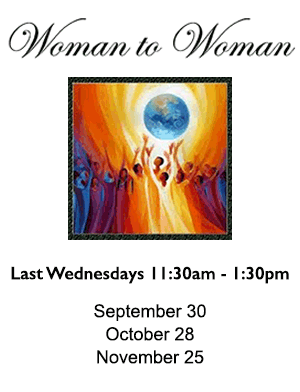 Woman to Woman
Last Wednesdays 11:30am - 1:30pm
September 30
October 28
November 25